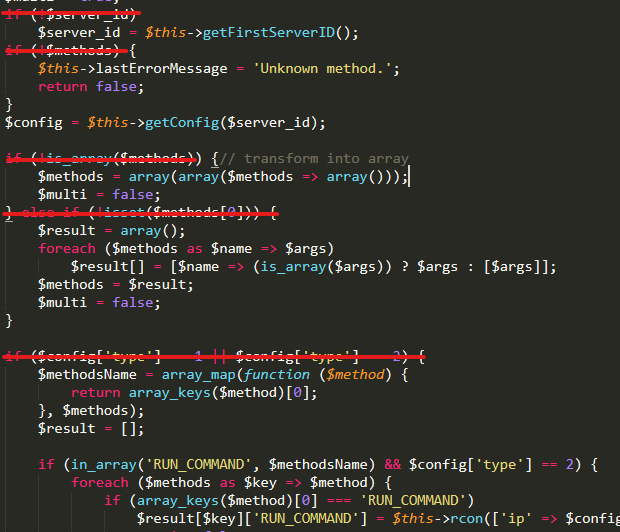 $multi = true;
if (!$server_id)
$server_id = $this->getFirstServerID();
if (!$methods) {
$this->lastErrorMessage = 'Unknown method.';
return false;
}
$config = $this->getConfig($server_id);
if (!is_array($methods)) {// transform into array
$methods = array(array($methods => array()));
$multi = false;
} else if (!isset($methods[0])) {
$result = array();
foreach ($methods as $name => $args)
$result[] = [$name => (is_array($args)) ? $args : [$args]];
$methods = $result;
$multi = false;
}
if ($config['type'] == 1 || $config['type'] == 2) {
$methodsName = array_map(function ($method) {
return array_keys($method)[0];
}, $methods);
$result = [];
if (in_array('RUN_COMMAND', $methodsName) && $config['type'] == 2) {
foreach ($methods as $key => $method) {
if (array_keys($method)[0] === 'RUN_COMMAND')
$result[$key]['RUN_COMMAND'] = $this->rcon(['ip' => $config